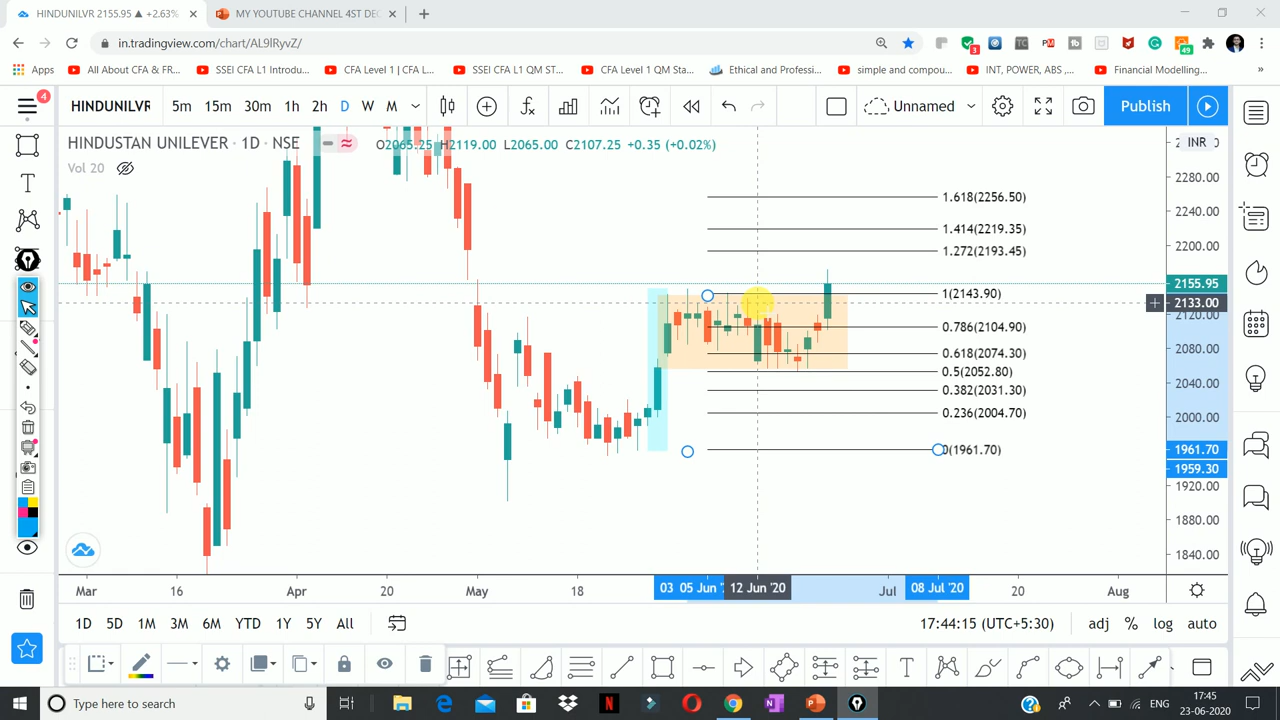 HINDUNILVR 2155.95 ▲ +2.63%
MY YOUTUBE CHANNEL 4ST DEC
in.tradingview.com/chart/AL9lRyvZ/
3
49
Apps
All About CFA & FR...
SSEI CFA L1 Introdu...
CFA Level 1 | CFA L...
SSEI CFA L1 QM ST...
CFA Level 1 QM Sta...
Ethical and Professi...
simple and compou...
INT, POWER, ABS ,...
Financial Modelling...
»
4
HINDUNILVR
5m 15m 30m 1h 2h D W M
Unnamed
Publish
HINDUSTAN UNILEVER · 1D · NSE
O2065.25 H2119.00 L2065.00 C2107.25 +0.35 (+0.02%)
INR
Vol 20
2280.00
1.618(2256.50)
2240.00
1.414(2219.35)
2200.00
1.272(2193.45)
2155.95
1(2143.90)
2133.00
2120.00
0.786(2104.90)
2080.00
0.618(2074.30)
0.5(2052.80)
2040.00
0.382(2031.30)
0.236(2004.70)
2000.00
0(1961.70)
1961.70
1959.30
1920.00
1880.00
1840.00
Mar 16 Apr 20 May 18 03 05 Jun 12 Jun '20 Jul 08 Jul '20 20 Aug
1D 5D 1M 3M 6M YTD 1Y 5Y All
17:44:15 (UTC+5:30)
adj % log auto
Type here to search
ENG
17:45
23-06-2020